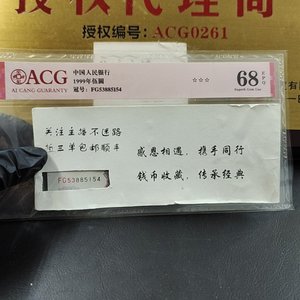 授权代理商
授权编号: ACG0261
ACG
AI CANG GUARANTY
中国人民银行
1999年伍圆
冠号: FG53885154
☆☆☆
68 EPQ
Superb Gem Unc
关注主播不迷路
任三单包邮顺丰
感恩相遇, 携手同行
钱币收藏, 传承经典
FG53885154